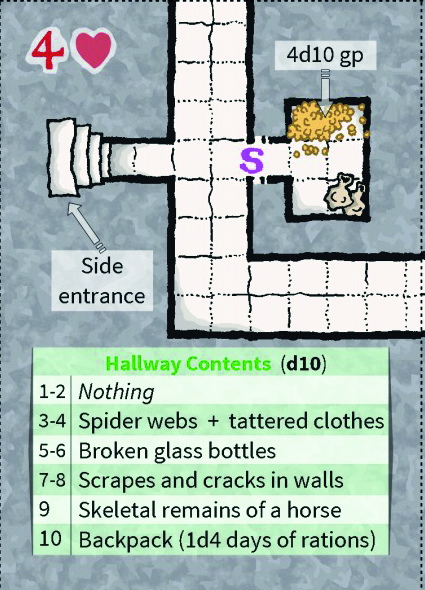 4
4d10 gp
S
Side
entrance
Hallway Contents (d10)
1-2 Nothing
3-4 Spider webs + tattered clothes
5-6 Broken glass bottles
7-8 Scrapes and cracks in walls
9 Skeletal remains of a horse
10 Backpack (1d4 days of rations)